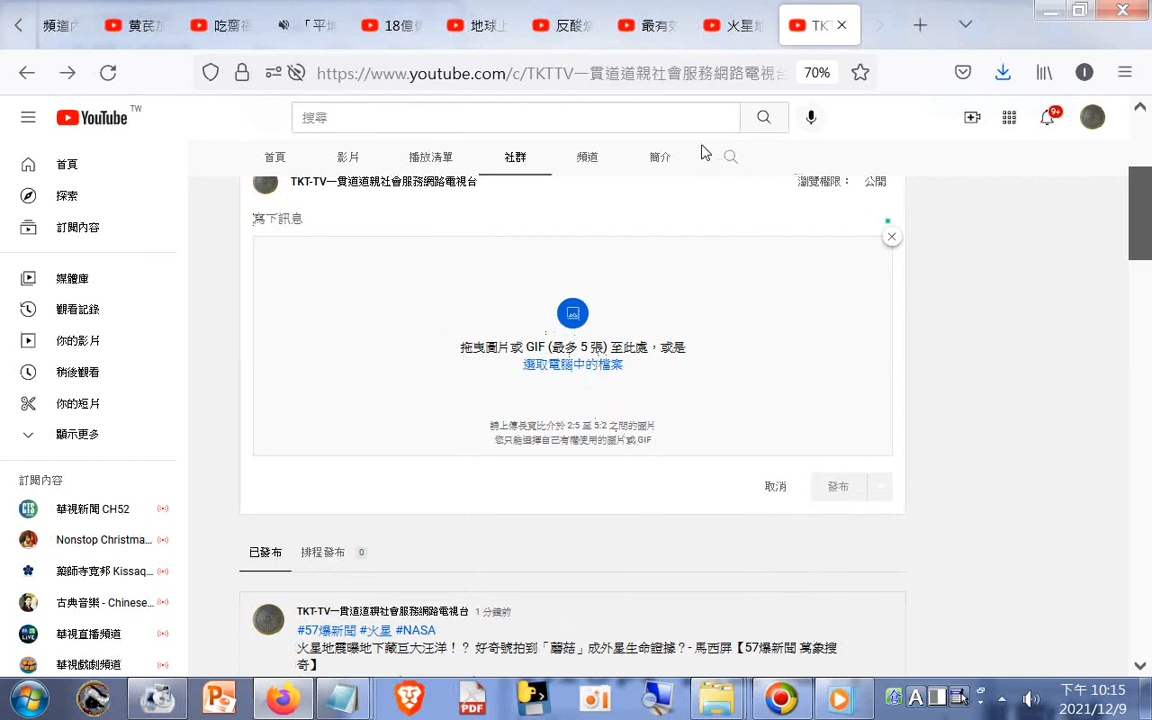 頻道內
黃芪加
吃齋福
「平埔
18億
地球上
反酸
最有效
火星地
TKT
https://www.youtube.com/c/TKTTV一貫道道親社會服務網路電視台
70%
YouTube TW
搜尋
9+
首頁 影片 播放清單 社群 頻道 簡介
首頁
探索
訂閱內容
媒體庫
觀看記錄
你的影片
稍後觀看
你的短片
顯示更多
訂閱內容
華視新聞 CH52
Nonstop Christma...
藥師寺寬邦 Kissaq...
古典音樂 - Chinese...
華視直播頻道
華視戲劇頻道
TKT-TV一貫道道親社會服務網路電視台
瀏覽權限： 公開
寫下訊息
拖曳圖片或 GIF (最多 5 張) 至此處，或是
選取電腦中的檔案
請上傳長寬比介於 2:5 至 5:2 之間的圖片
您只能選擇自己有權使用的圖片或 GIF
取消 發布
已發布 排程發布 0
TKT-TV一貫道道親社會服務網路電視台 1 分鐘前
#57爆新聞 #火星 #NASA
火星地震曝地下藏巨大汪洋！？ 好奇號拍到「蘑菇」成外星生命證據？- 馬西屏【57爆新聞 萬象搜
奇】
PDF
A
下午 10:15
2021/12/9